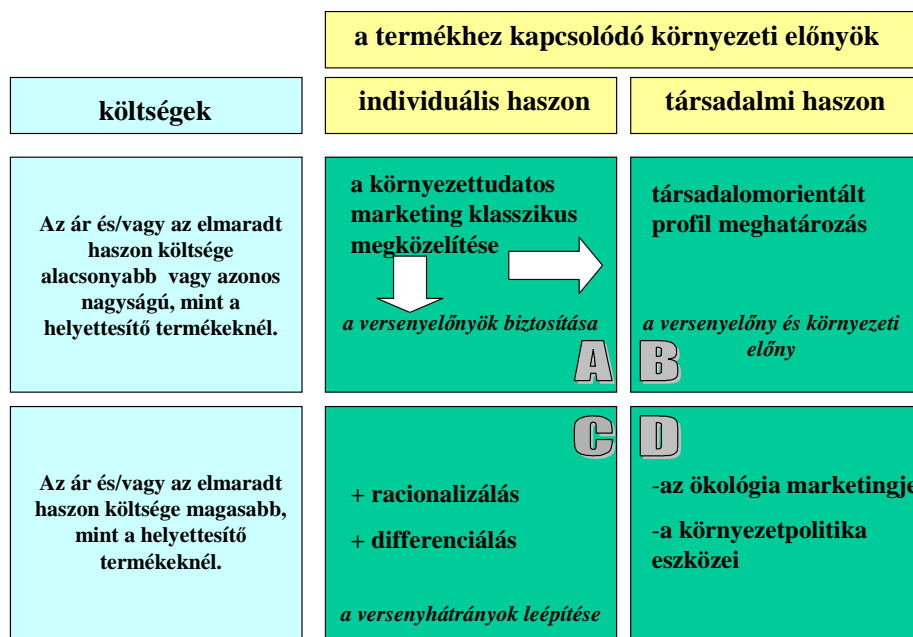 a termékhez kapcsolódó környezeti előnyök
költségek
individuális haszon
társadalmi haszon
Az ár és/vagy az elmaradt
haszon költsége
alacsonyabb vagy azonos
nagyságú, mint a
helyettesítő termékeknél.
a környezettudatos
marketing klasszikus
megközelítése
a versenyelőnyök biztosítása
A
társadalomorientált
profil meghatározás
a versenyelőny és környezeti
előny
B
Az ár és/vagy az elmaradt
haszon költsége magasabb,
mint a helyettesítő
termékeknél.
C
+ racionalizálás
+ differenciálás
a versenyhátrányok leépítése
D
-az ökológia marketingje
-a környezetpolitika
eszközei